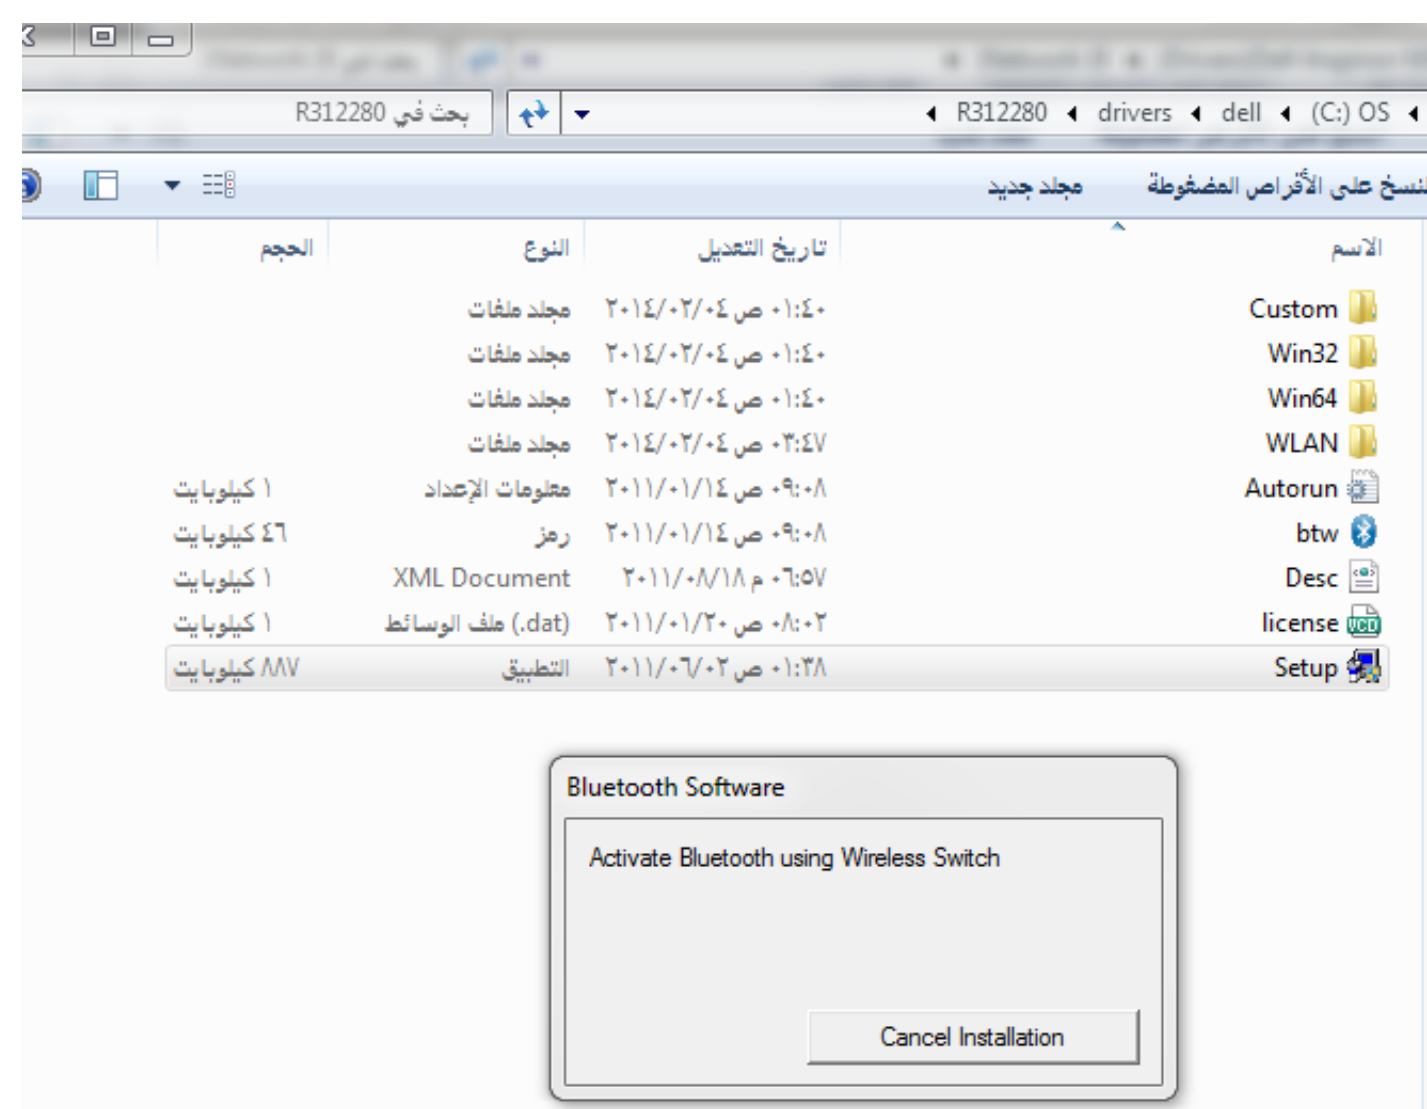 (C:) OS ◄ dell ◄ drivers ◄ R312280 ◄ بحث في R312280
على الأقراص المضغوطة مجلد جديد
الاسم تاريخ التعديل النوع الحجم
Custom ٢٠١٤/٠٢/٠٤ ٠١:٤٠ ص مجلد ملفات
Win32 ٢٠١٤/٠٢/٠٤ ٠١:٤٠ ص مجلد ملفات
Win64 ٢٠١٤/٠٢/٠٤ ٠١:٤٠ ص مجلد ملفات
WLAN ٢٠١٤/٠٢/٠٤ ٠٣:٤٧ ص مجلد ملفات
Autorun ٢٠١١/٠١/١٤ ٠٩:٠٨ ص معلومات الإعداد ١ كيلوبايت
btw ٢٠١١/٠١/١٤ ٠٩:٠٨ ص رمز ٤٦ كيلوبايت
Desc ٢٠١١/٠٨/١٨ ٠٦:٥٧ م XML Document ١ كيلوبايت
license ٢٠١١/٠١/٢٠ ٠٨:٠٢ ص ملف الوسائط (.dat) ١ كيلوبايت
Setup ٢٠١١/٠٦/٠٢ ٠١:٣٨ ص التطبيق ٨٨٧ كيلوبايت
Bluetooth Software
Activate Bluetooth using Wireless Switch
Cancel Installation